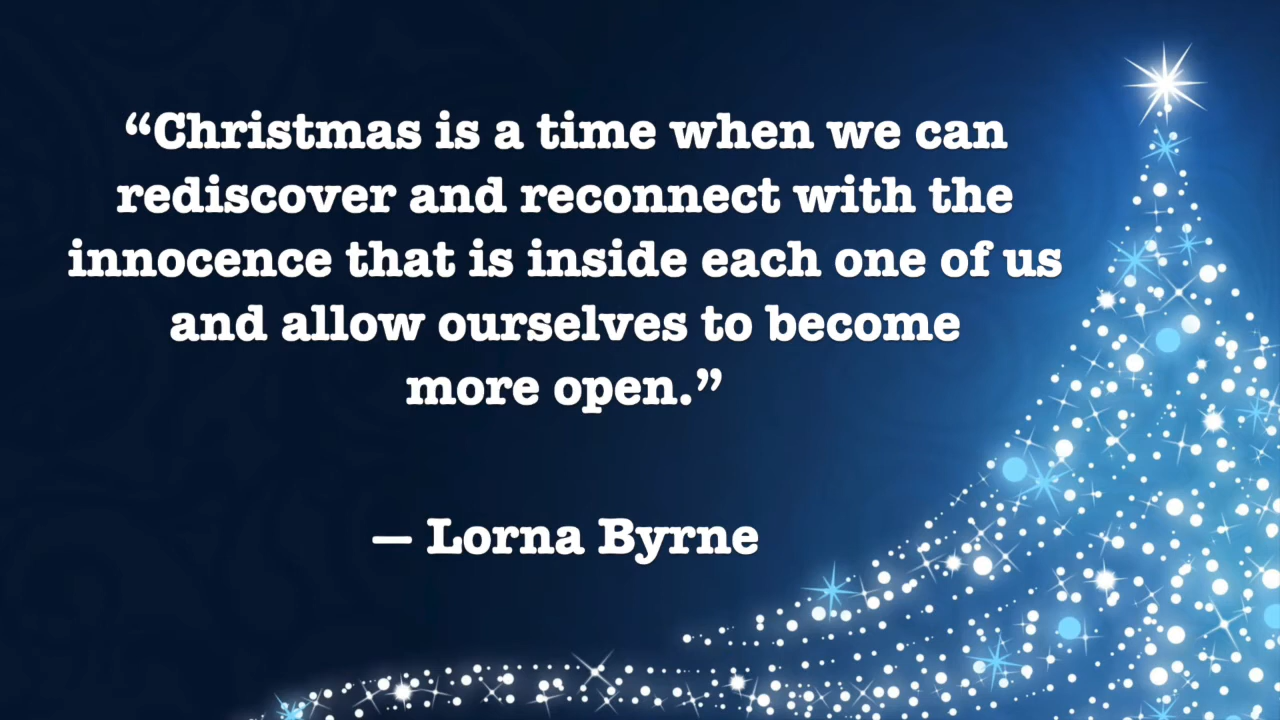 “Christmas is a time when we can
rediscover and reconnect with the
innocence that is inside each one of us
and allow ourselves to become
more open.”
— Lorna Byrne